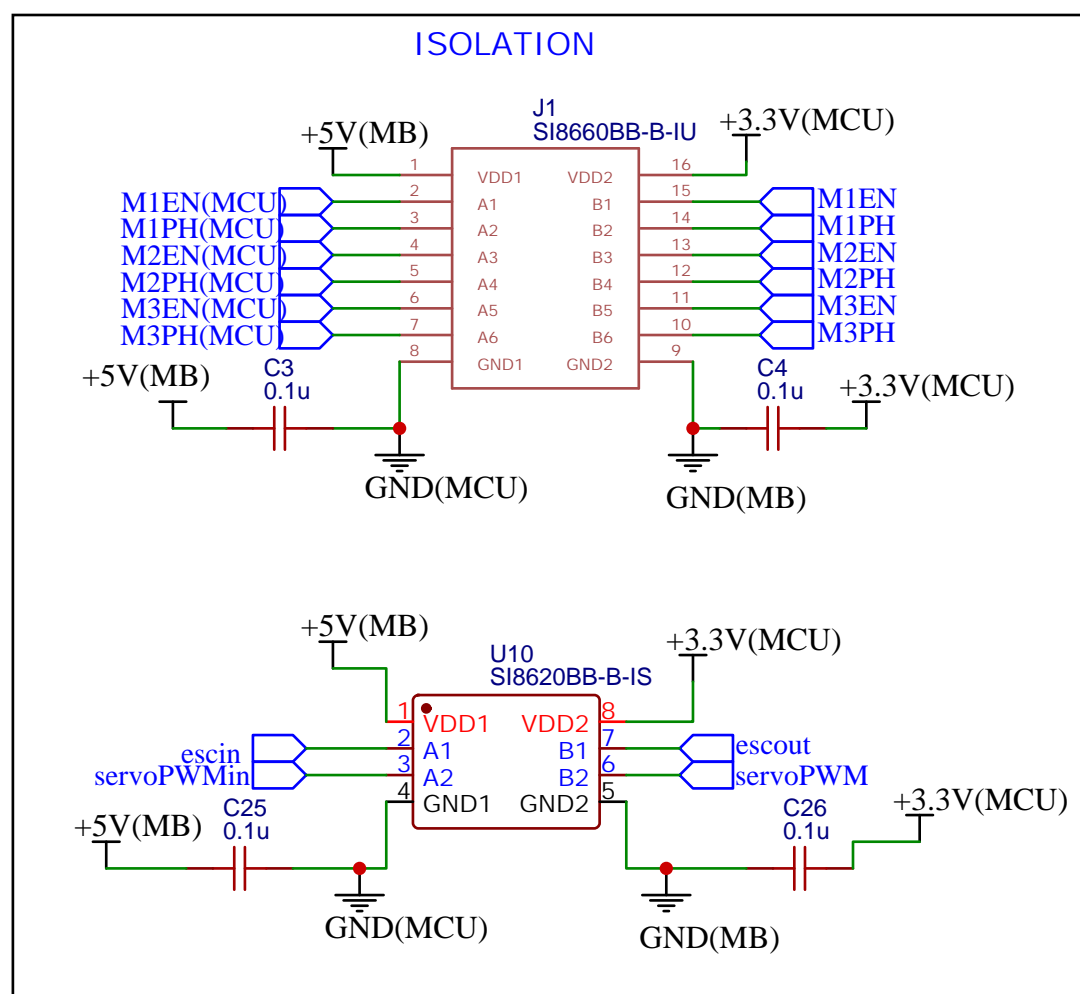 ISOLATION
J1
SI8660BB-B-IU
+5V(MB)
+3.3V(MCU)
1 VDD1 VDD2 16
M1EN(MCU) 2 A1 B1 15 M1EN
M1PH(MCU) 3 A2 B2 14 M1PH
M2EN(MCU) 4 A3 B3 13 M2EN
M2PH(MCU) 5 A4 B4 12 M2PH
M3EN(MCU) 6 A5 B5 11 M3EN
M3PH(MCU) 7 A6 B6 10 M3PH
8 GND1 GND2 9
+5V(MB)
C3
0.1u
C4
0.1u
+3.3V(MCU)
GND(MCU)
GND(MB)
+5V(MB)
U10
SI8620BB-B-IS
+3.3V(MCU)
1 VDD1 VDD2 8
escin 2 A1 B1 7 escout
servoPWMin 3 A2 B2 6 servoPWM
4 GND1 GND2 5
+5V(MB)
C25
0.1u
C26
0.1u
+3.3V(MCU)
GND(MCU)
GND(MB)